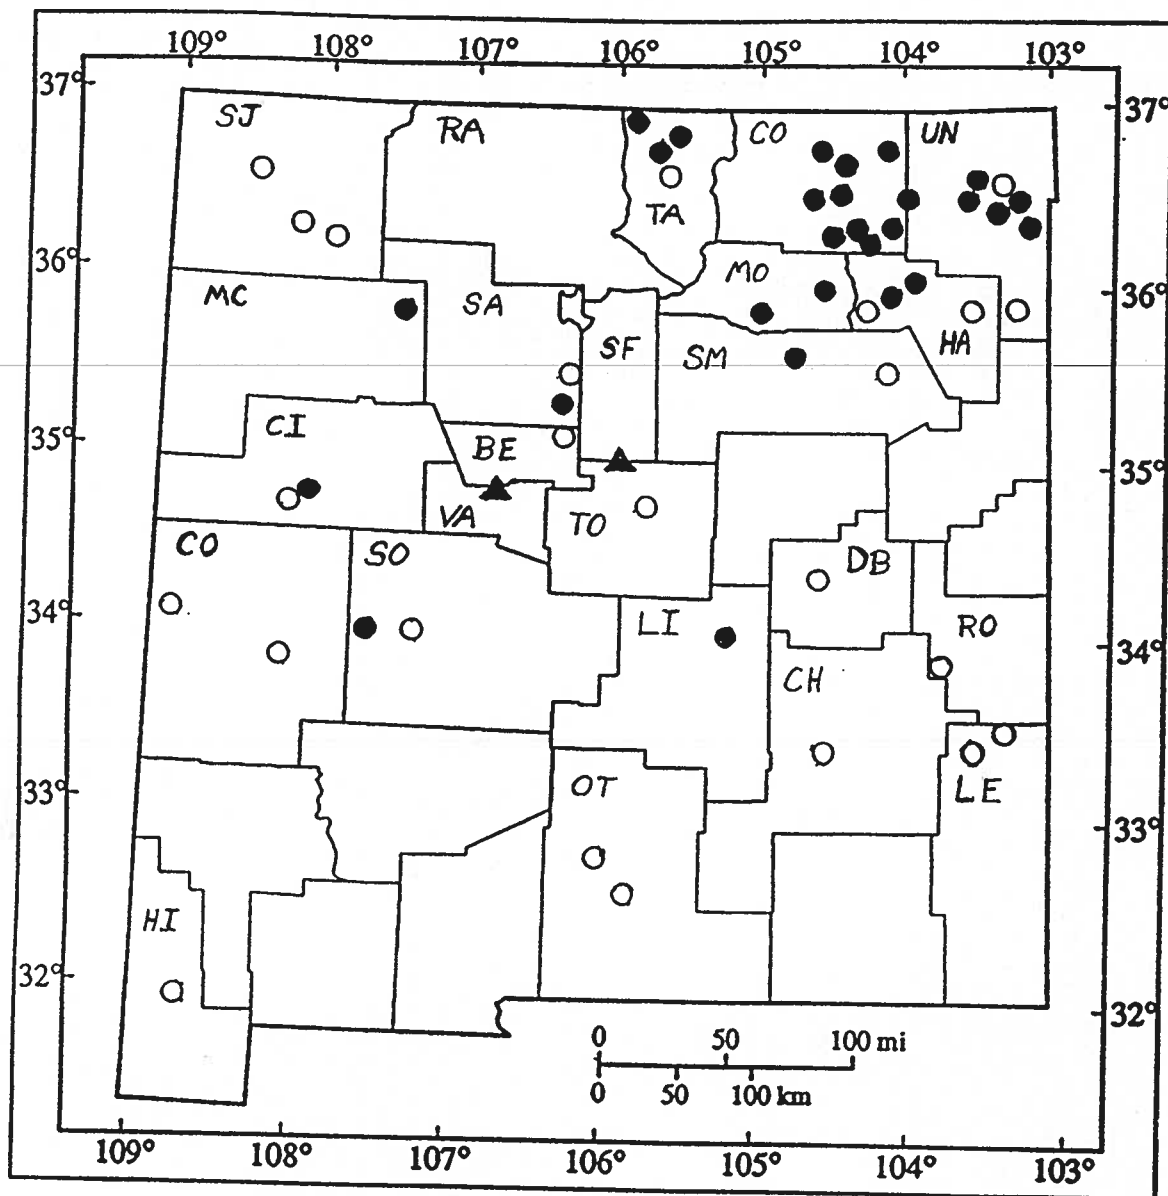 109° 108° 107° 106° 105° 104° 103°
37° 37°
SJ RA CO UN
TA
36° MO 36°
MC SA
SF SM HA
CI
35° BE 35°
VA TO
CO SO DB
34° LI RO 34°
CH
33° OT LE 33°
HI
32° 32°
0 50 100 mi
0 50 100 km
109° 108° 107° 106° 105° 104° 103°